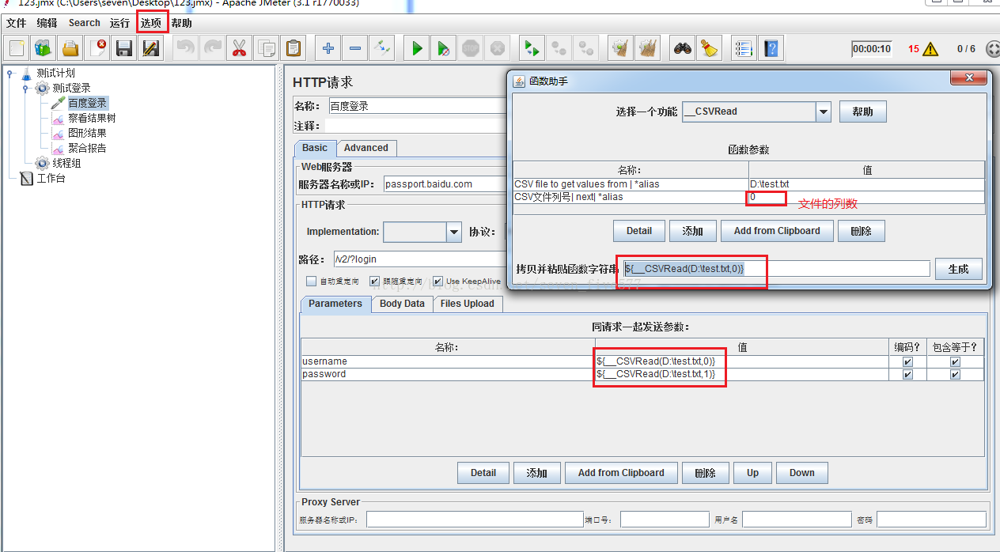 123.jmx (C:\Users\seven\Desktop\123.jmx) - Apache JMeter (3.1 r1770033)
文件 编辑 Search 运行 选项 帮助
00:00:10 15 0 / 6
测试计划
测试登录
百度登录
察看结果树
图形结果
聚合报告
线程组
工作台
HTTP请求
名称： 百度登录
注释：
Basic Advanced
Web服务器
服务器名称或IP： passport.baidu.com
HTTP请求
Implementation: 协议：
路径： /v2/?login
自动重定向 跟随重定向 Use KeepAlive
函数助手
选择一个功能 __CSVRead 帮助
函数参数
名称： 值
CSV file to get values from | *alias D:\test.txt
CSV文件列号| next| *alias 0 文件的列数
Detail 添加 Add from Clipboard 删除
拷贝并粘贴函数字符串 ${__CSVRead(D:\test.txt,0)} 生成
Parameters Body Data Files Upload
同请求一起发送参数：
名称： 值 编码? 包含等于?
username ${__CSVRead(D:\test.txt,0)}
password ${__CSVRead(D:\test.txt,1)}
Detail 添加 Add from Clipboard 删除 Up Down
Proxy Server
服务器名称或IP： 端口号： 用户名 密码